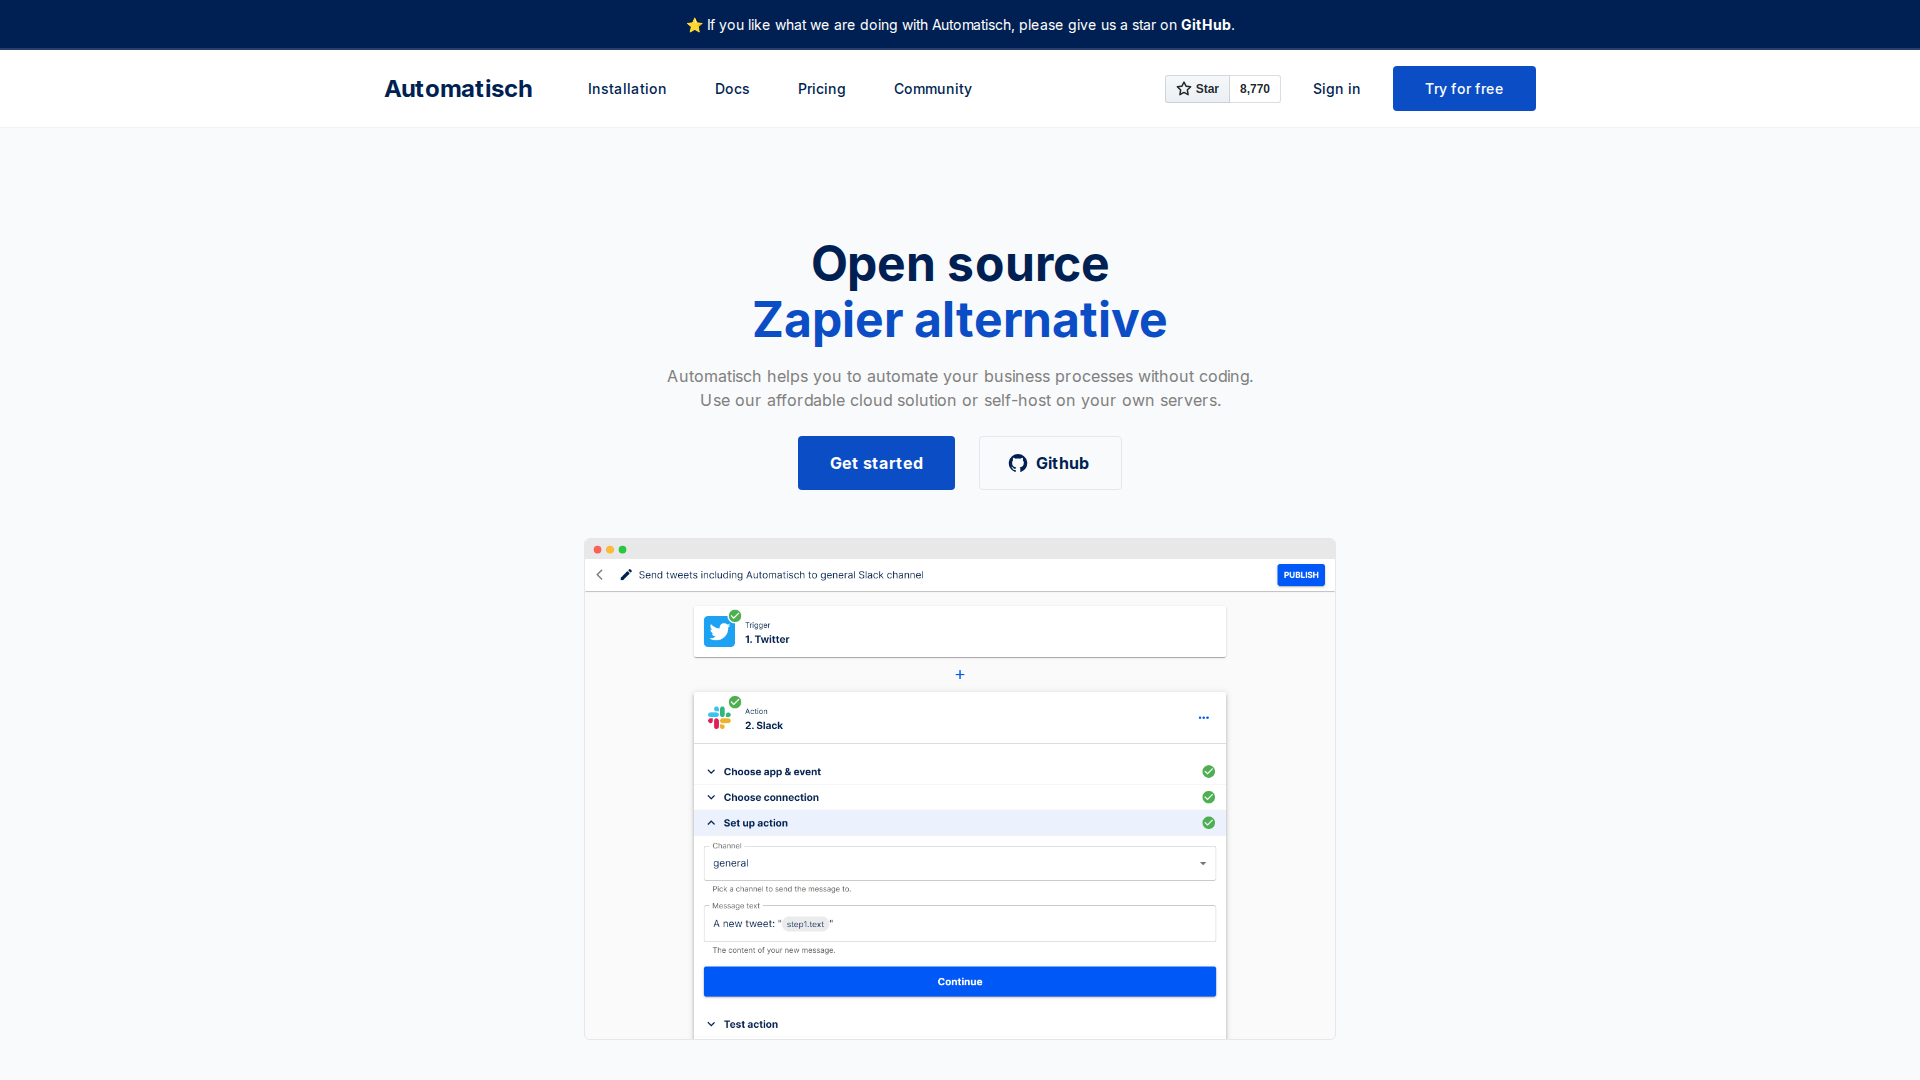 ⭐ If you like what we are doing with Automatisch, please give us a star on GitHub.
Automatisch
Installation
Docs
Pricing
Community
Star
8,770
Sign in
Try for free
Open source
Zapier alternative
Automatisch helps you to automate your business processes without coding.
Use our affordable cloud solution or self-host on your own servers.
Get started
Github
Send tweets including Automatisch to general Slack channel
PUBLISH
Trigger
1. Twitter
+
Action
2. Slack
Choose app & event
Choose connection
Set up action
Channel
general
Pick a channel to send the message to.
Message text
A new tweet: "step1.text"
The content of your new message.
Continue
Test action